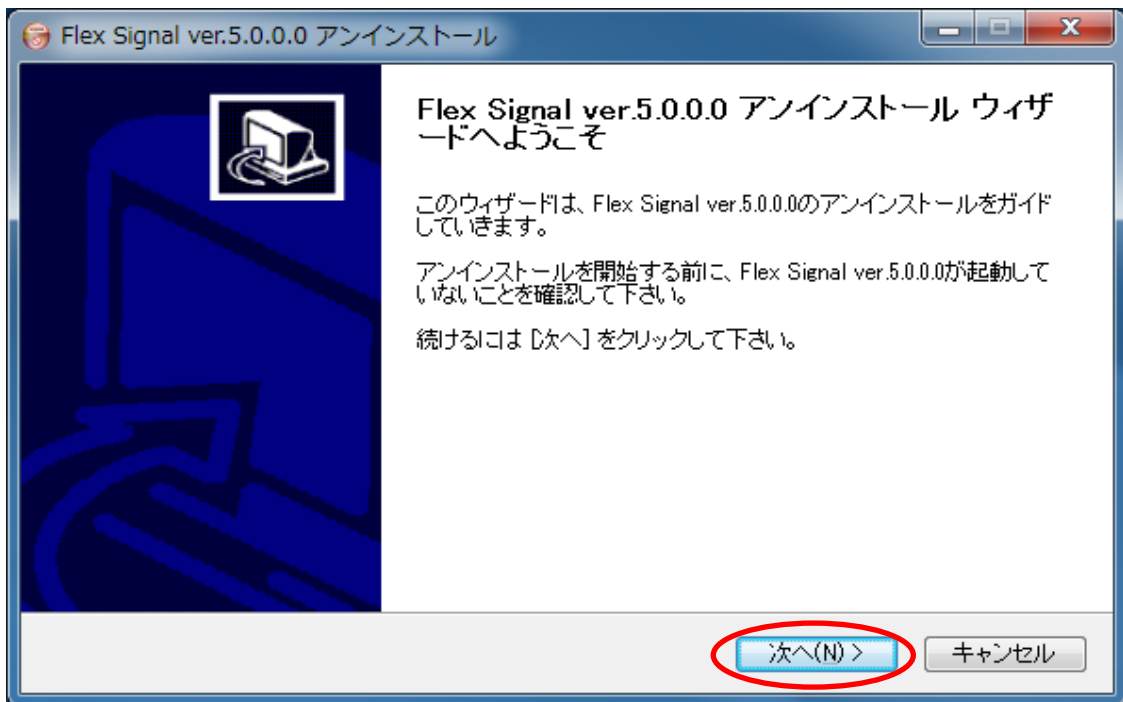 Flex Signal ver.5.0.0.0 アンインストール
Flex Signal ver.5.0.0.0 アンインストール ウィザ
ードへようこそ
このウィザードは、Flex Signal ver.5.0.0.0のアンインストールをガイド
していきます。
アンインストールを開始する前に、Flex Signal ver.5.0.0.0が起動して
いないことを確認して下さい。
続けるには [次へ] をクリックして下さい。
次へ(N) >
キャンセル